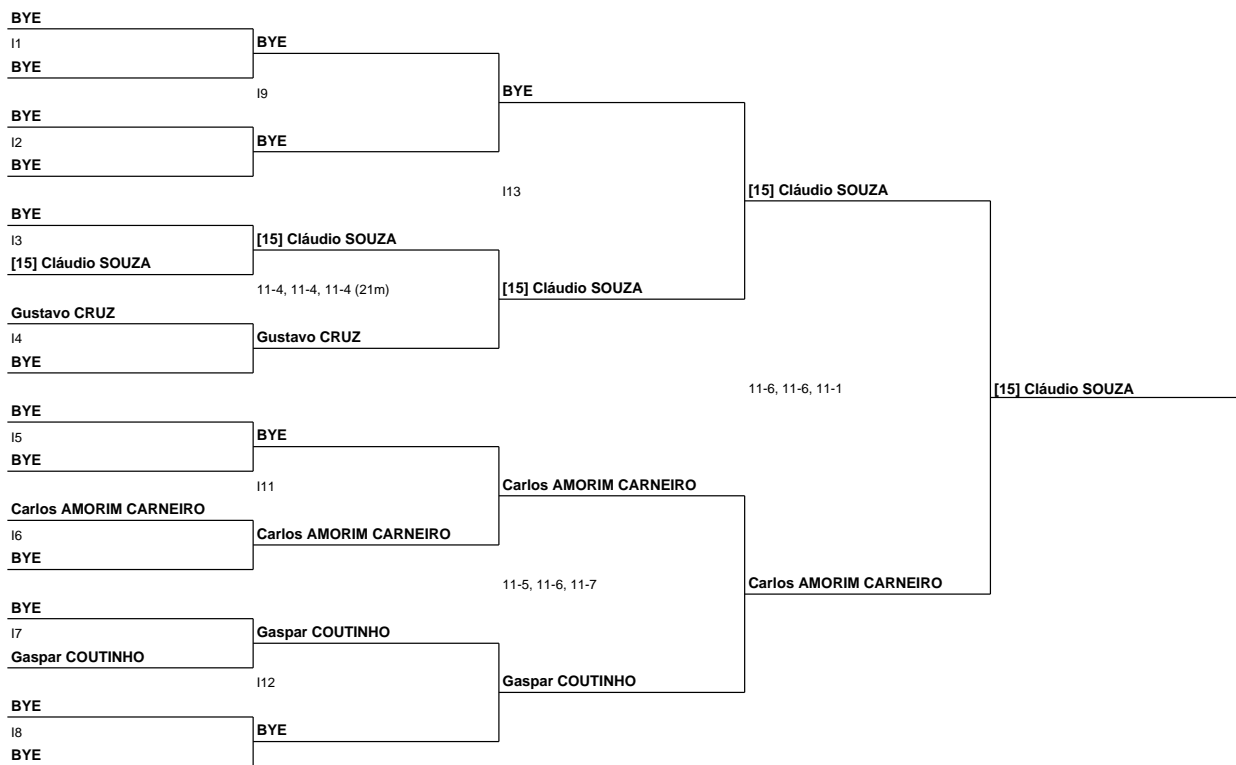 BYE
I1
BYE
BYE
I9
BYE
BYE
I2
BYE
BYE
I13
[15] Cláudio SOUZA
BYE
I3
[15] Cláudio SOUZA
[15] Cláudio SOUZA
11-4, 11-4, 11-4 (21m)
[15] Cláudio SOUZA
Gustavo CRUZ
I4
Gustavo CRUZ
BYE
11-6, 11-6, 11-1
[15] Cláudio SOUZA
BYE
I5
BYE
BYE
I11
Carlos AMORIM CARNEIRO
Carlos AMORIM CARNEIRO
I6
Carlos AMORIM CARNEIRO
BYE
11-5, 11-6, 11-7
Carlos AMORIM CARNEIRO
BYE
I7
Gaspar COUTINHO
Gaspar COUTINHO
I12
Gaspar COUTINHO
BYE
I8
BYE
BYE